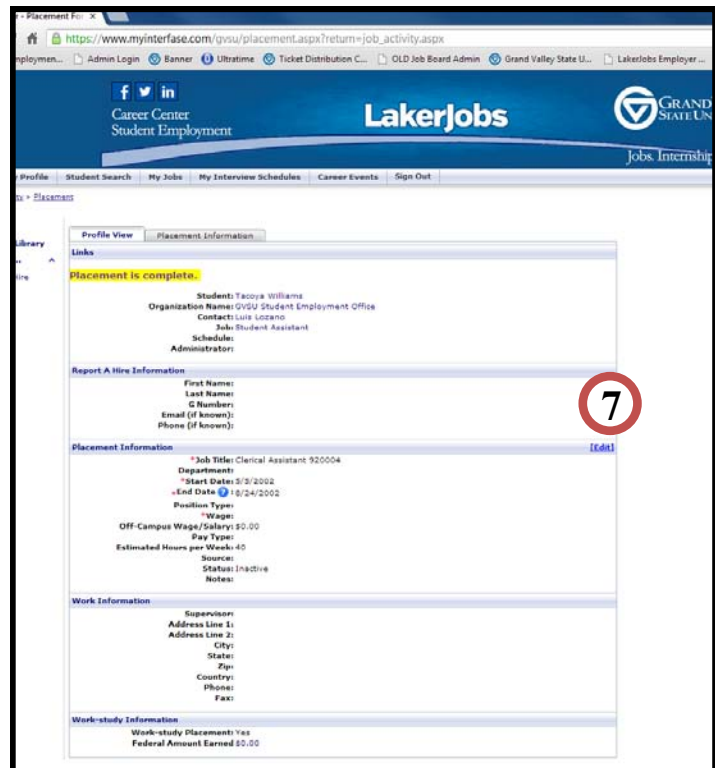 r - Placement For x
https://www.myinterfase.com/gvsu/placement.aspx?return=job_activity.aspx
mploymen... Admin Login Banner Ultratime Ticket Distribution C... OLD Job Board Admin Grand Valley State U... LakerJobs Employer ...
f in
Career Center
Student Employment
LakerJobs
GRAND
STATE UN
Jobs. Internship
Profile Student Search My Jobs My Interview Schedules Career Events Sign Out
ty > Placement
Library
..
Hire
Profile View Placement Information
Links
Placement is complete.
Student: Tacoya Williams
Organization Name: GVSU Student Employment Office
Contact: Luis Lozano
Job: Student Assistant
Schedule:
Administrator:
Report A Hire Information
First Name:
Last Name:
G Number:
Email (if known):
Phone (if known):
7
Placement Information [Edit]
*Job Title: Clerical Assistant 920004
Department:
*Start Date: 5/5/2002
*End Date ?: 8/24/2002
Position Type:
*Wage:
Off-Campus Wage/Salary: $0.00
Pay Type:
Estimated Hours per Week: 40
Source:
Status: Inactive
Notes:
Work Information
Supervisor:
Address Line 1:
Address Line 2:
City:
State:
Zip:
Country:
Phone:
Fax:
Work-study Information
Work-study Placement: Yes
Federal Amount Earned $0.00